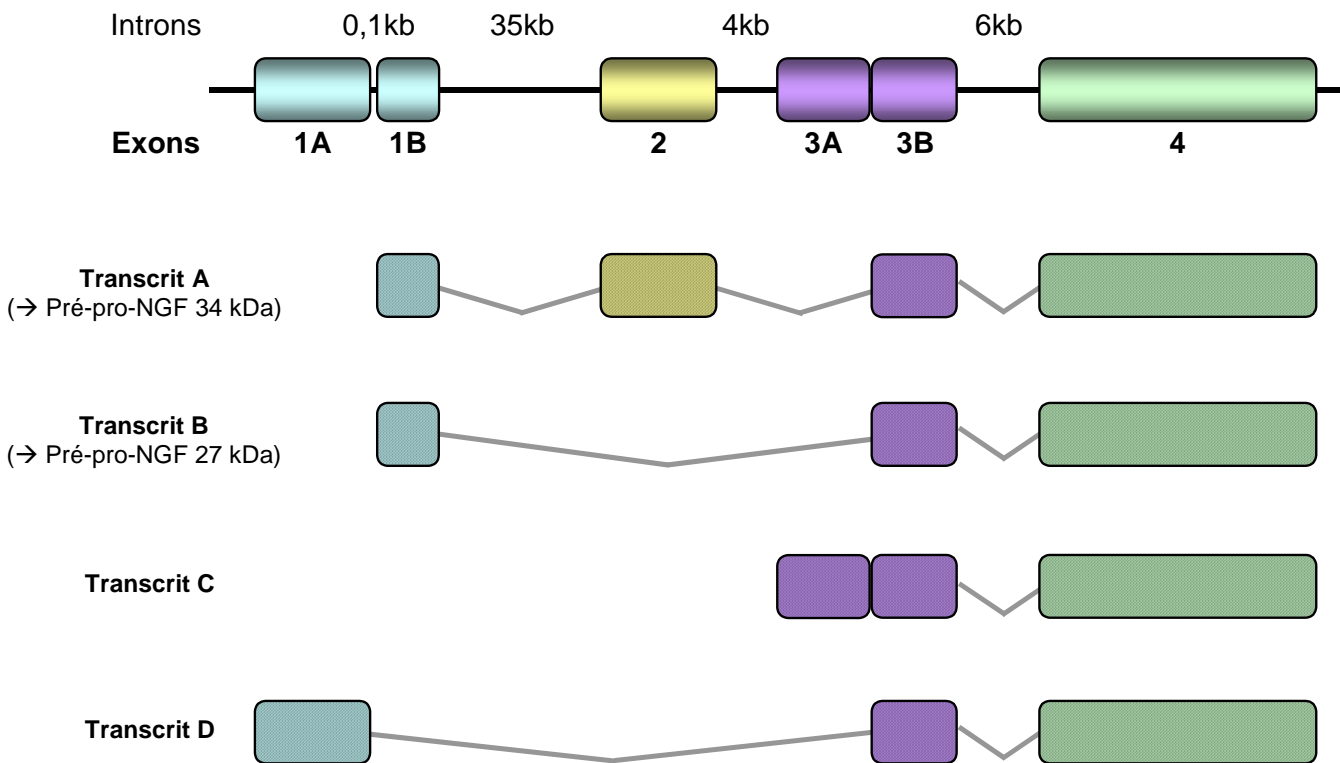 Introns 0,1kb 35kb 4kb 6kb
Exons 1A 1B 2 3A 3B 4
Transcrit A
(→ Pré-pro-NGF 34 kDa)
Transcrit B
(→ Pré-pro-NGF 27 kDa)
Transcrit C
Transcrit D